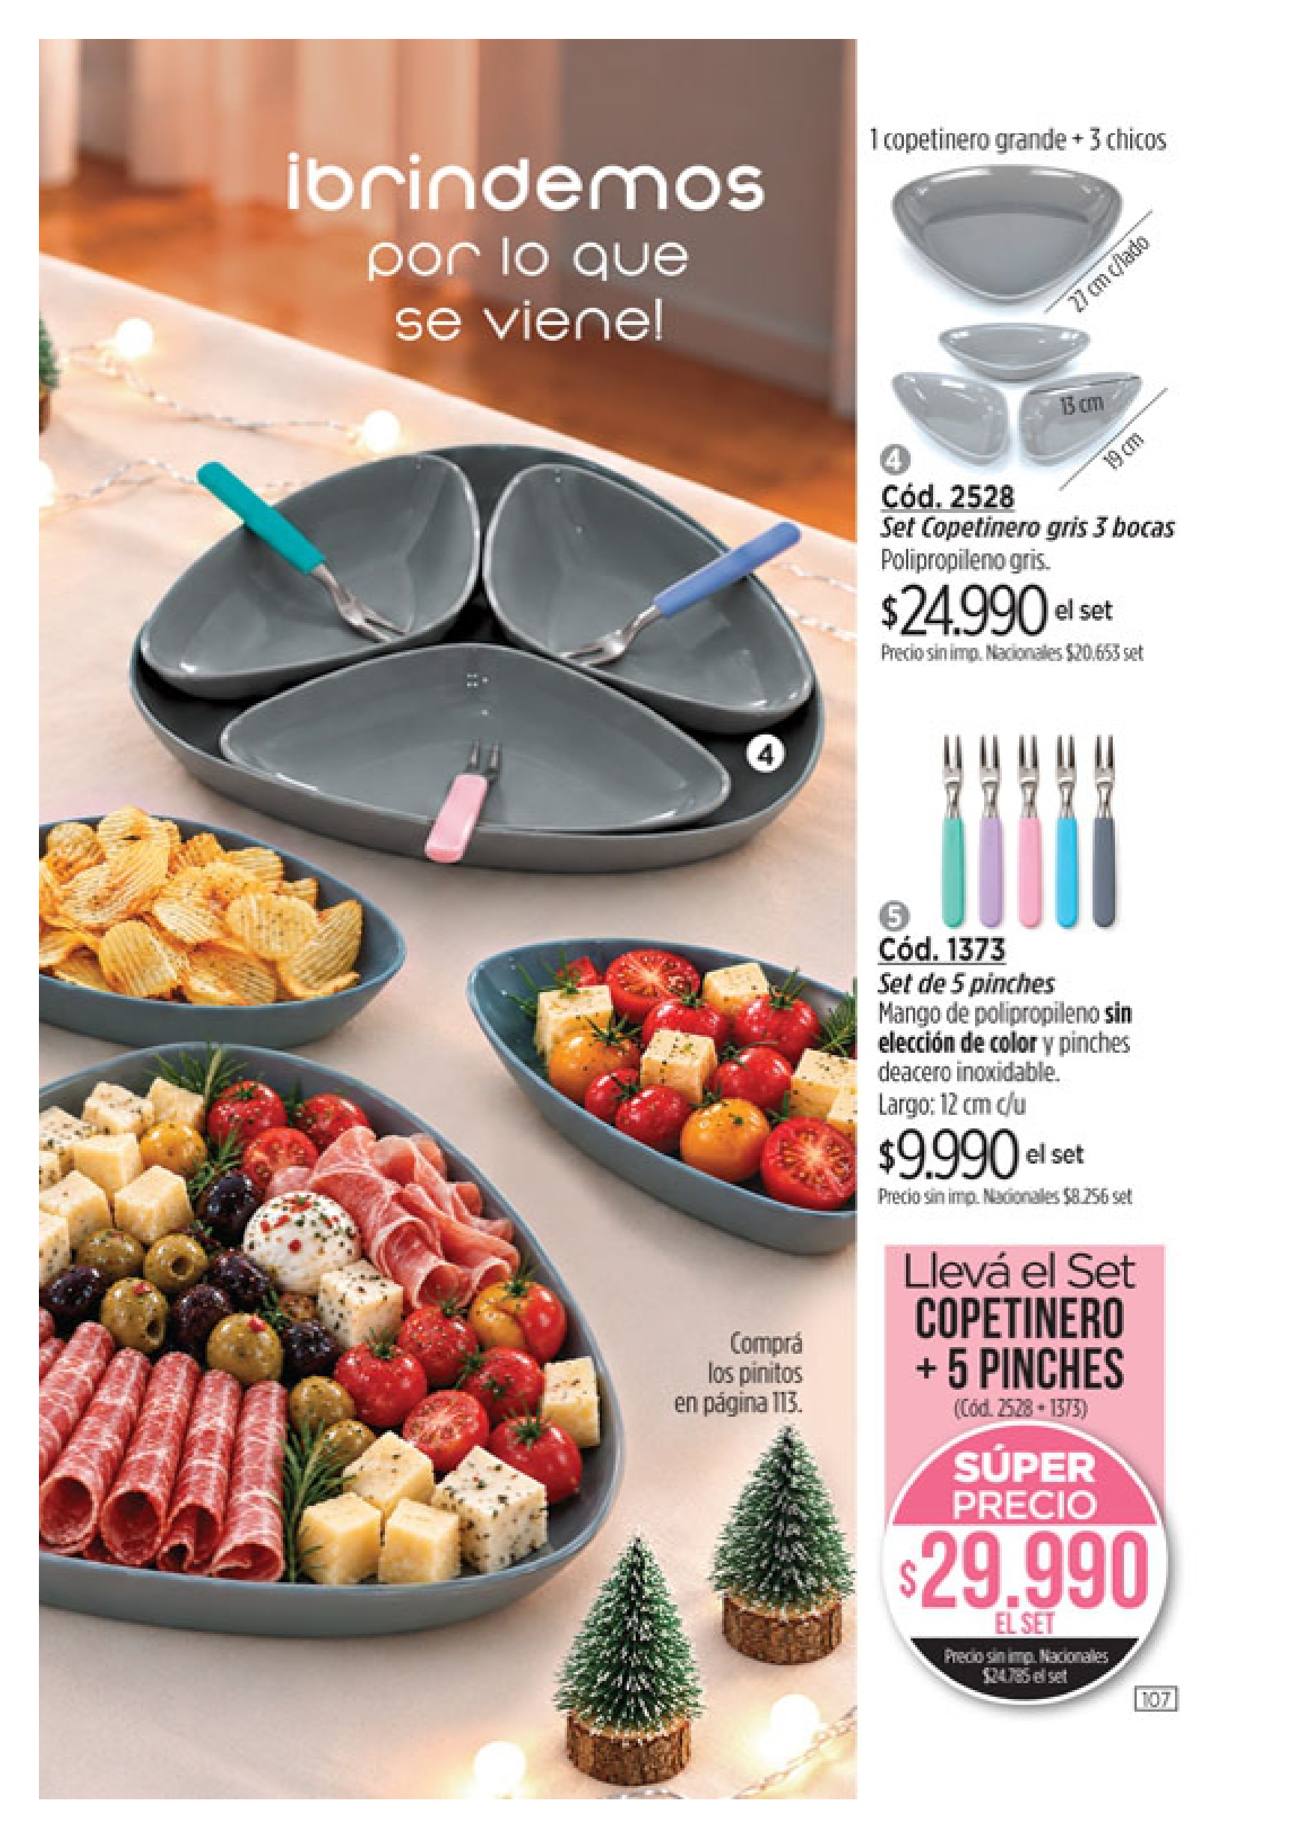 ¡brindemos
por lo que
se viene!
1 copetinero grande + 3 chicos
27 cm c/lado
13 cm
19 cm
4
Cód. 2528
Set Copetinero gris 3 bocas
Polipropileno gris.
$24.990 el set
Precio sin imp. Nacionales $20.653 set
4
5
Cód. 1373
Set de 5 pinches
Mango de polipropileno sin
elección de color y pinches
deacero inoxidable.
Largo: 12 cm c/u
$9.990 el set
Precio sin imp. Nacionales $8.256 set
Llevá el Set
COPETINERO
+ 5 PINCHES
(Cód. 2528 + 1373)
SÚPER
PRECIO
$29.990
EL SET
Precio sin imp. Nacionales
$24.785 el set
Comprá
los pinitos
en página 113.
107